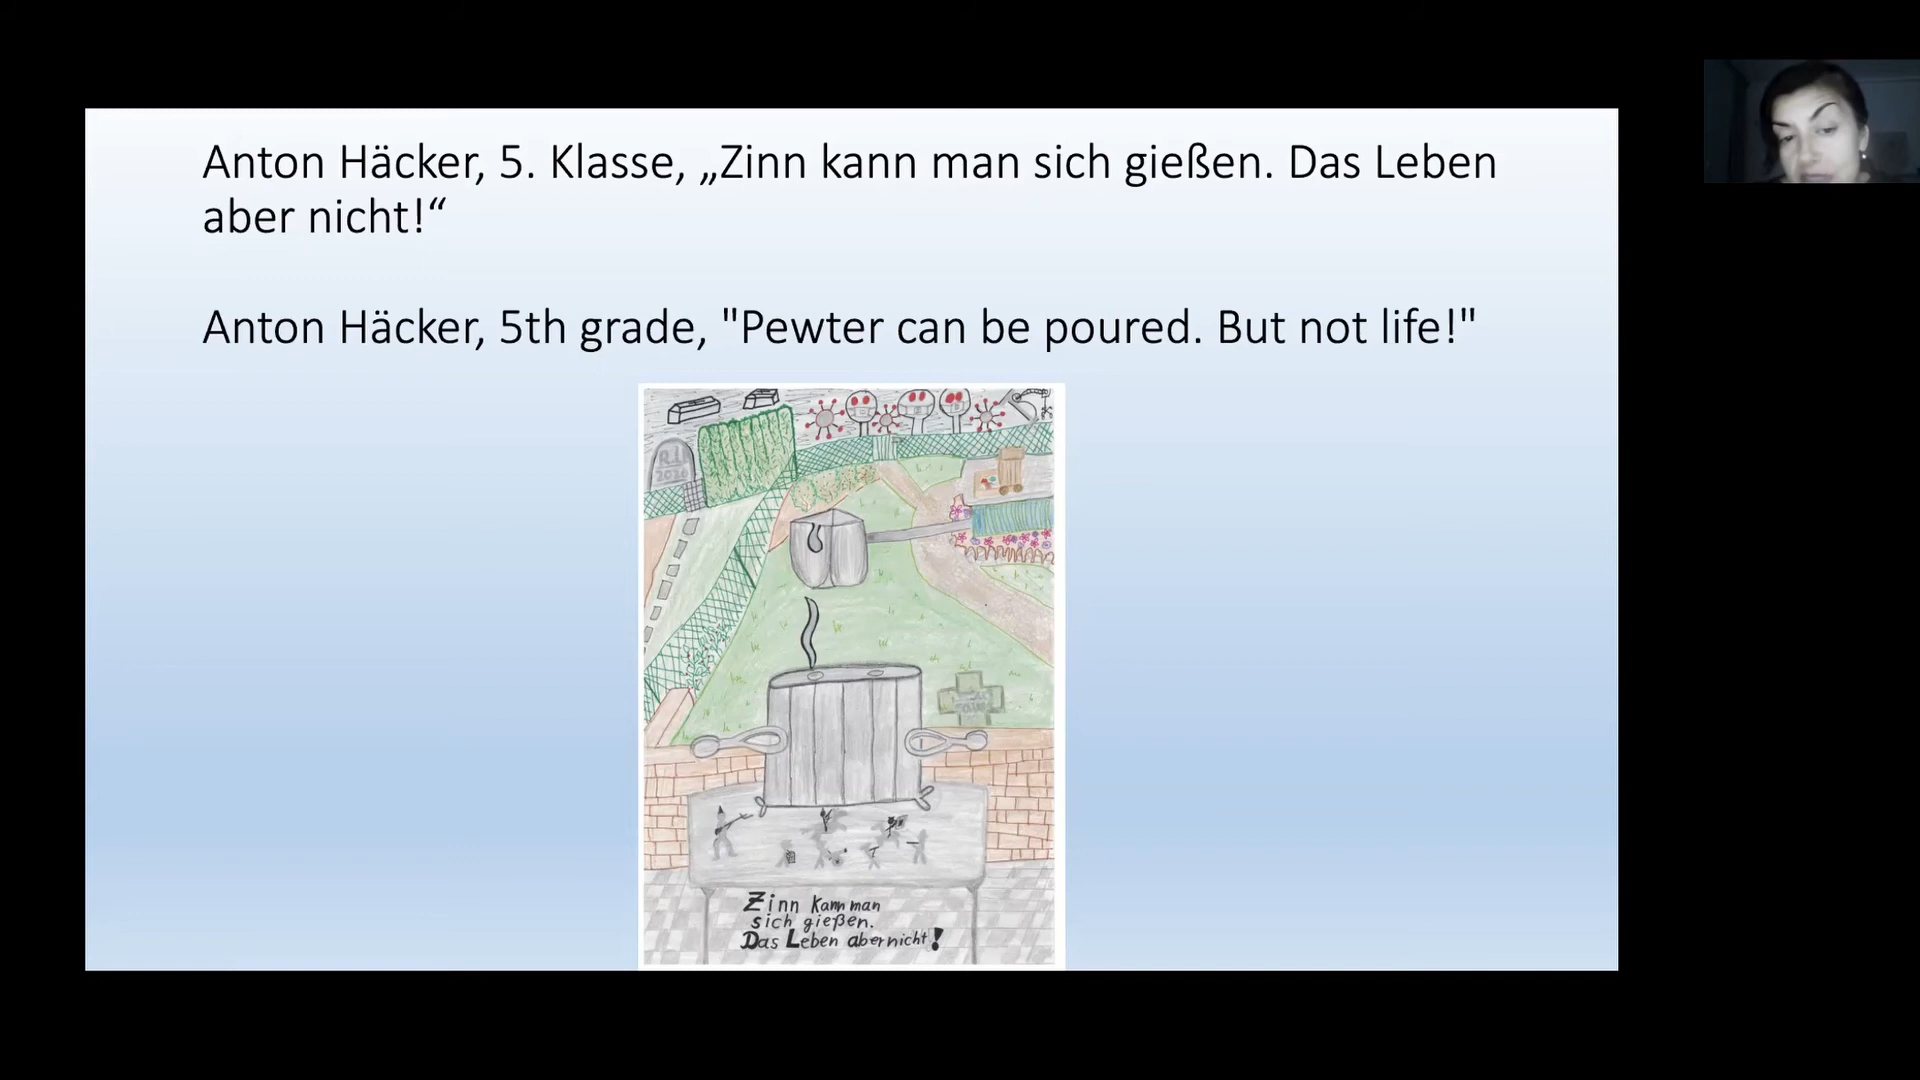 Anton Häcker, 5. Klasse, „Zinn kann man sich gießen. Das Leben
aber nicht!“
Anton Häcker, 5th grade, "Pewter can be poured. But not life!"
R.I.P
2020
Zinn kann man
sich gießen.
Das Leben aber nicht!